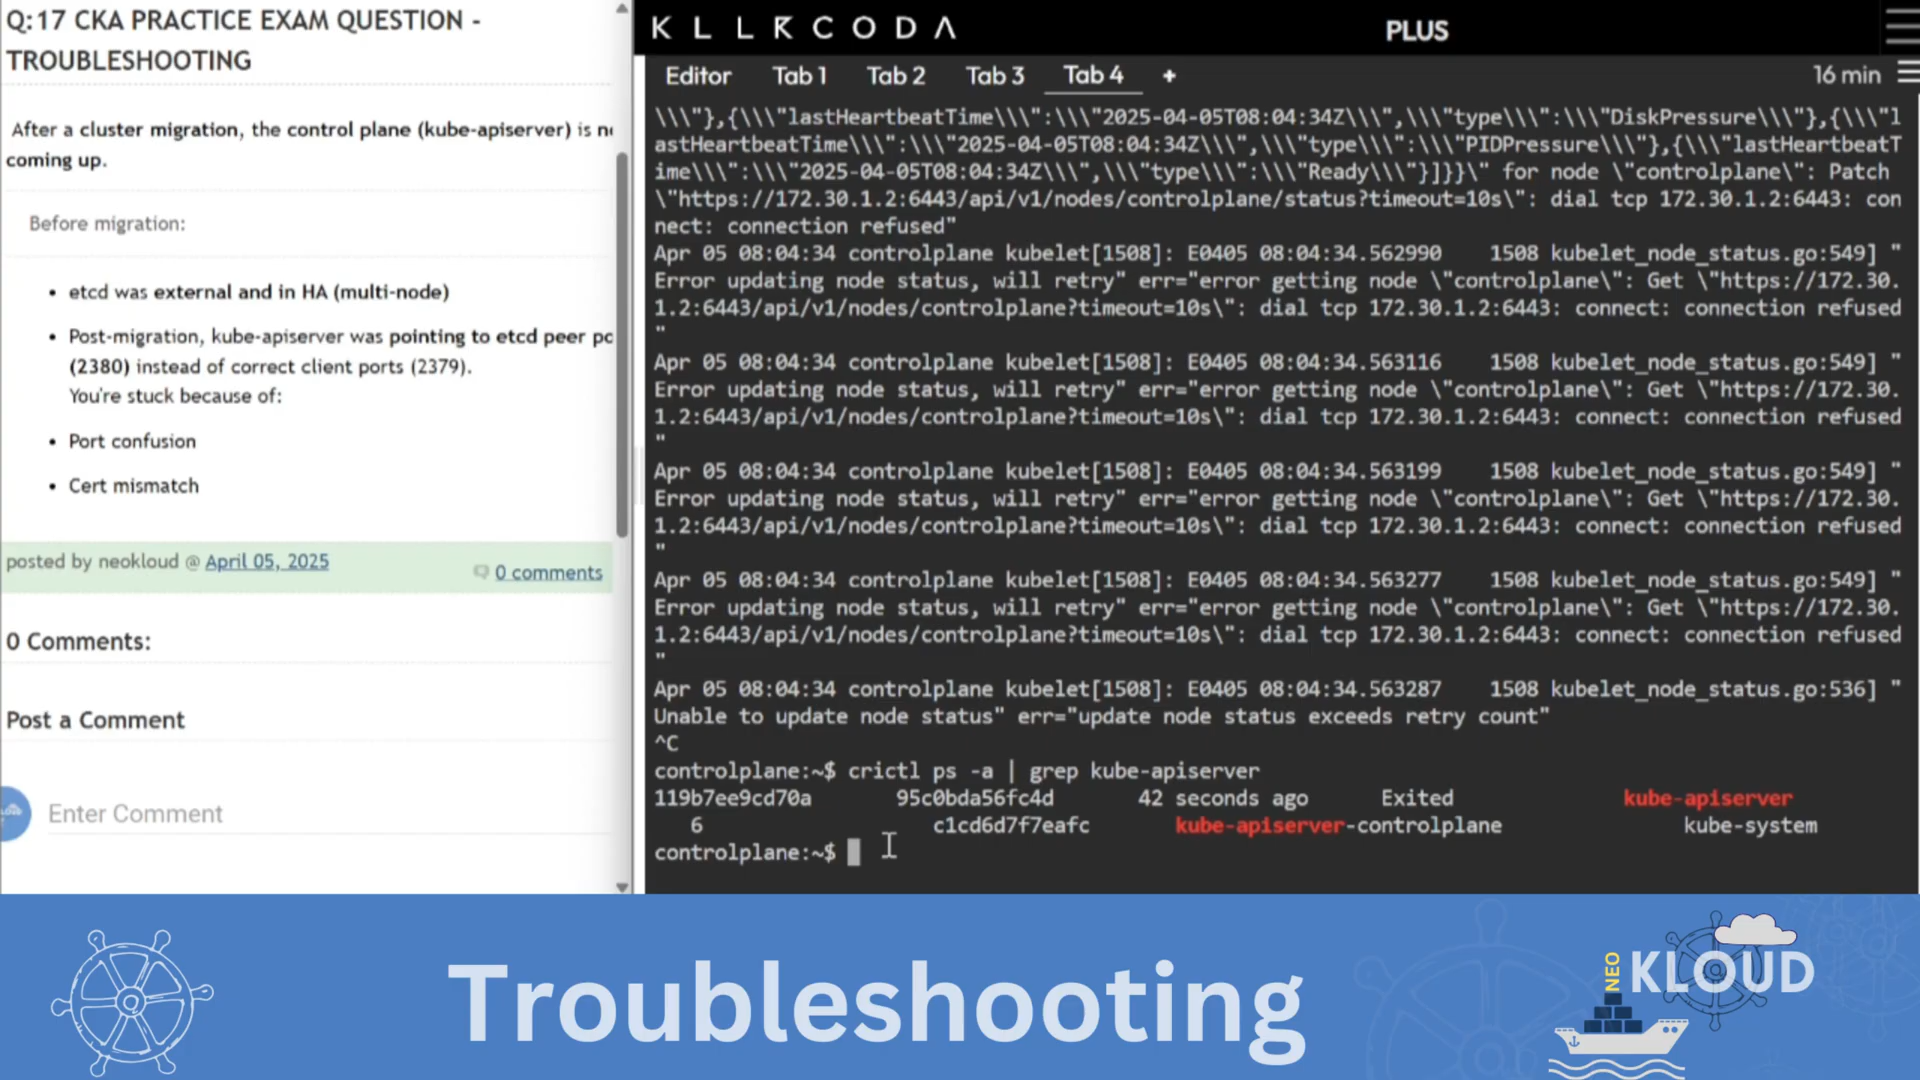 Q:17 CKA PRACTICE EXAM QUESTION -
TROUBLESHOOTING
After a cluster migration, the control plane (kube-apiserver) is
coming up.
Before migration:
• etcd was external and in HA (multi-node)
• Post-migration, kube-apiserver was pointing to etcd peer
(2380) instead of correct client ports (2379).
You're stuck because of:
• Port confusion
• Cert mismatch
posted by neokloud @ April 05, 2025
0 comments
0 Comments:
Post a Comment
Enter Comment
KLLRCODA
PLUS
Editor Tab 1 Tab 2 Tab 3 Tab 4 +
16 min
\\\"},{\\\"lastHeartbeatTime\\\":\\\"2025-04-05T08:04:34Z\\\",\\\"type\\\":\\\"DiskPressure\\\"},{\\\"l
astHeartbeatTime\\\":\\\"2025-04-05T08:04:34Z\\\",\\\"type\\\":\\\"PIDPressure\\\"},{\\\"lastHeartbeatT
ime\\\":\\\"2025-04-05T08:04:34Z\\\",\\\"type\\\":\\\"Ready\\\"}]}}\" for node \"controlplane\": Patch
\"https://172.30.1.2:6443/api/v1/nodes/controlplane/status?timeout=10s\": dial tcp 172.30.1.2:6443: con
nect: connection refused"
Apr 05 08:04:34 controlplane kubelet[1508]: E0405 08:04:34.562990 1508 kubelet_node_status.go:549] "
Error updating node status, will retry" err="error getting node \"controlplane\": Get \"https://172.30.
1.2:6443/api/v1/nodes/controlplane?timeout=10s\": dial tcp 172.30.1.2:6443: connect: connection refused
"
Apr 05 08:04:34 controlplane kubelet[1508]: E0405 08:04:34.563116 1508 kubelet_node_status.go:549] "
Error updating node status, will retry" err="error getting node \"controlplane\": Get \"https://172.30.
1.2:6443/api/v1/nodes/controlplane?timeout=10s\": dial tcp 172.30.1.2:6443: connect: connection refused
"
Apr 05 08:04:34 controlplane kubelet[1508]: E0405 08:04:34.563199 1508 kubelet_node_status.go:549] "
Error updating node status, will retry" err="error getting node \"controlplane\": Get \"https://172.30.
1.2:6443/api/v1/nodes/controlplane?timeout=10s\": dial tcp 172.30.1.2:6443: connect: connection refused
"
Apr 05 08:04:34 controlplane kubelet[1508]: E0405 08:04:34.563277 1508 kubelet_node_status.go:549] "
Error updating node status, will retry" err="error getting node \"controlplane\": Get \"https://172.30.
1.2:6443/api/v1/nodes/controlplane?timeout=10s\": dial tcp 172.30.1.2:6443: connect: connection refused
"
Apr 05 08:04:34 controlplane kubelet[1508]: E0405 08:04:34.563287 1508 kubelet_node_status.go:536] "
Unable to update node status" err="update node status exceeds retry count"
^C
controlplane:~$ crictl ps -a | grep kube-apiserver
119b7ee9cd70a 95c0bda56fc4d 42 seconds ago Exited kube-apiserver
6 c1cd6d7f7eafc kube-apiserver-controlplane kube-system
controlplane:~$
Troubleshooting
NEO KLOUD